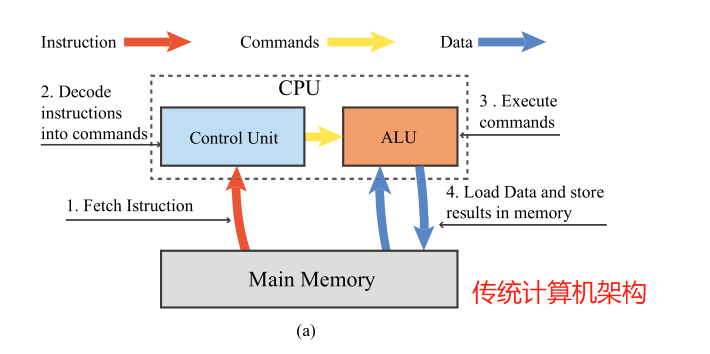 Instruction
Commands
Data
2. Decode
instructions
into commands
CPU
3 . Execute
commands
Control Unit
ALU
1. Fetch Istruction
4. Load Data and store
results in memory
Main Memory
传统计算机架构
(a)